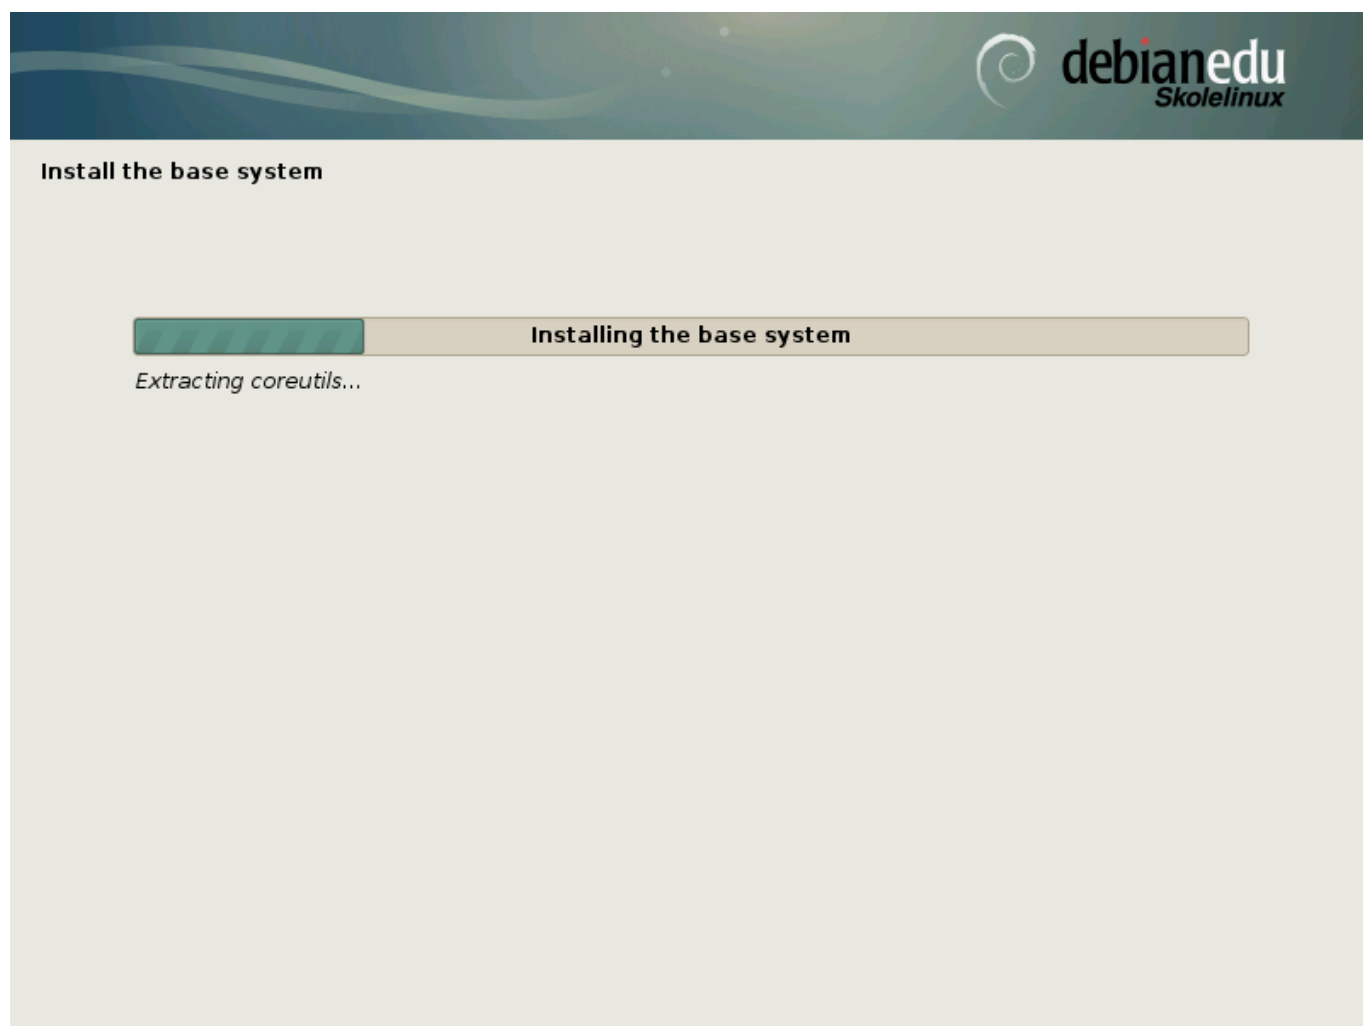 debianedu
Skolelinux
Install the base system
Installing the base system
Extracting coreutils...